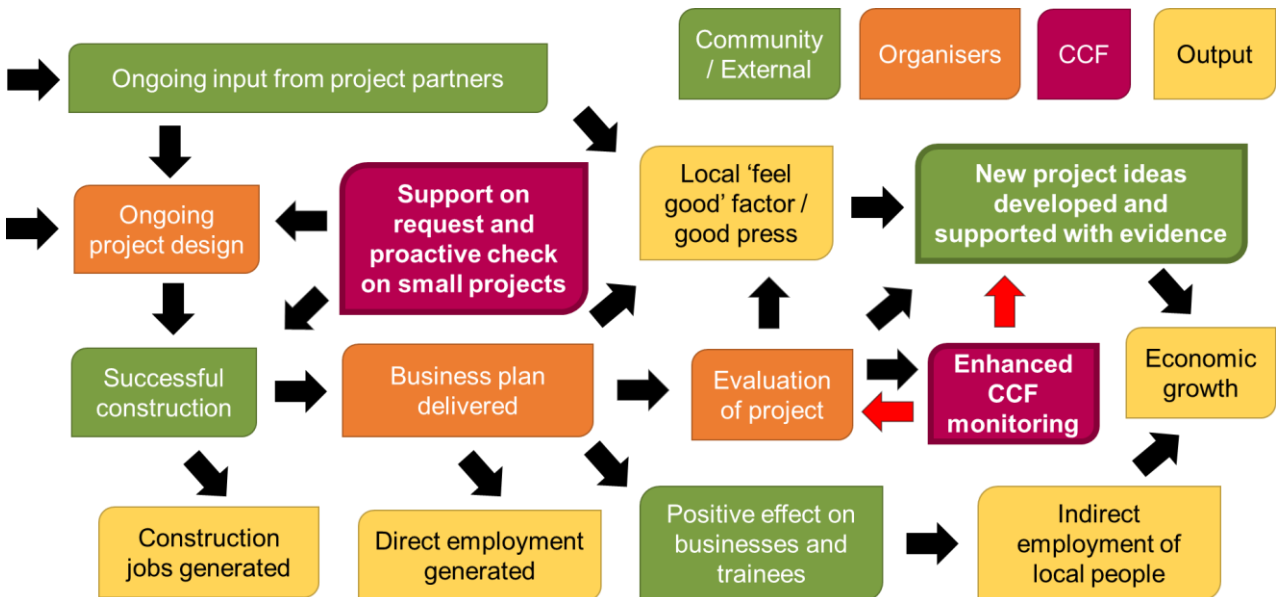 Ongoing input from project partners
Community
/ External
Organisers
CCF
Output
Ongoing
project design
Support on
request and
proactive check
on small projects
Local ‘feel
good’ factor /
good press
New project ideas
developed and
supported with evidence
Successful
construction
Business plan
delivered
Evaluation
of project
Enhanced
CCF
monitoring
Economic
growth
Construction
jobs generated
Direct employment
generated
Positive effect on
businesses and
trainees
Indirect
employment of
local people